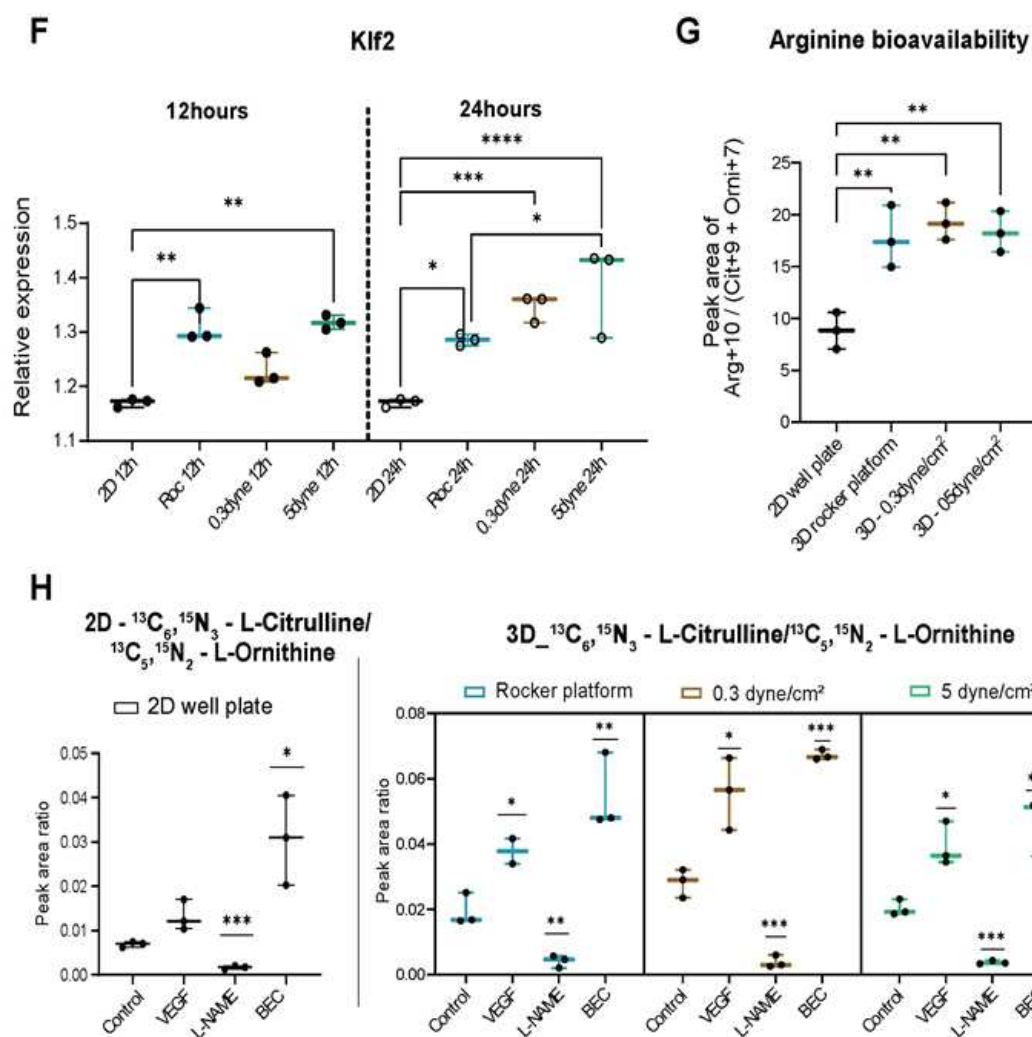 F
Klf2
12hours
24hours
Relative expression
1.5
1.4
1.3
1.2
1.1
**
**
****
***
*
*
2D 12h
Roc 12h
0.3dyne 12h
5dyne 12h
2D 24h
Roc 24h
0.3dyne 24h
5dyne 24h
G
Arginine bioavailability
Peak area of
Arg+10 / (Cit+9 + Orni+7)
25
20
15
10
5
0
**
**
**
2D well plate
3D rocker platform
3D - 0.3dyne/cm²
3D - 05dyne/cm²
H
2D - ¹³C₆,¹⁵N₃ - L-Citrulline/
¹³C₅,¹⁵N₂ - L-Ornithine
2D well plate
Peak area ratio
0.05
0.04
0.03
0.02
0.01
0.00
***
*
Control
VEGF
L-NAME
BEC
3D_¹³C₆,¹⁵N₃ - L-Citrulline/¹³C₅,¹⁵N₂ - L-Ornithine
Rocker platform
0.3 dyne/cm²
5 dyne/cm²
Peak area ratio
0.08
0.06
0.04
0.02
0.00
*
**
**
*
***
***
*
***
*
Control
VEGF
L-NAME
BEC
Control
VEGF
L-NAME
BEC
Control
VEGF
L-NAME
BEC